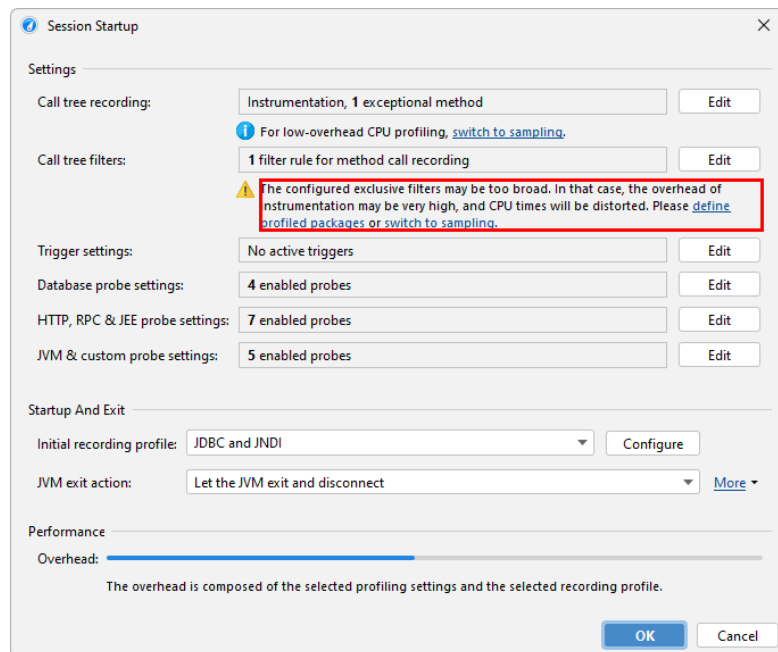 Session Startup
Settings
Call tree recording: Instrumentation, 1 exceptional method Edit
For low-overhead CPU profiling, switch to sampling.
Call tree filters: 1 filter rule for method call recording Edit
The configured exclusive filters may be too broad. In that case, the overhead of
instrumentation may be very high, and CPU times will be distorted. Please define
profiled packages or switch to sampling.
Trigger settings: No active triggers Edit
Database probe settings: 4 enabled probes Edit
HTTP, RPC & JEE probe settings: 7 enabled probes Edit
JVM & custom probe settings: 5 enabled probes Edit
Startup And Exit
Initial recording profile: JDBC and JNDI Configure
JVM exit action: Let the JVM exit and disconnect More
Performance
Overhead:
The overhead is composed of the selected profiling settings and the selected recording profile.
OK Cancel